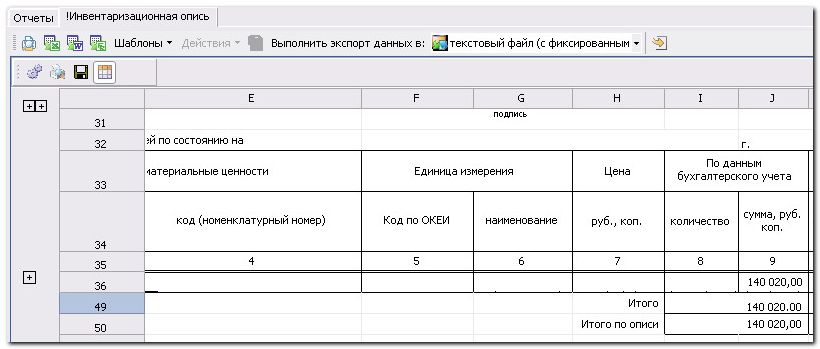 Отчеты !Инвентаризационная опись
Шаблоны Действия Выполнить экспорт данных в: текстовый файл (с фиксированным
E F G H I J
31 подпись
32 ей по состоянию на г.
33 материальные ценности Единица измерения Цена По данным
бухгалтерского учета
34 код (номенклатурный номер) Код по ОКЕИ наименование руб., коп. количество сумма, руб.
коп.
35 4 5 6 7 8 9
36 140 020,00
49 Итого 140 020.00
50 Итого по описи 140 020,00